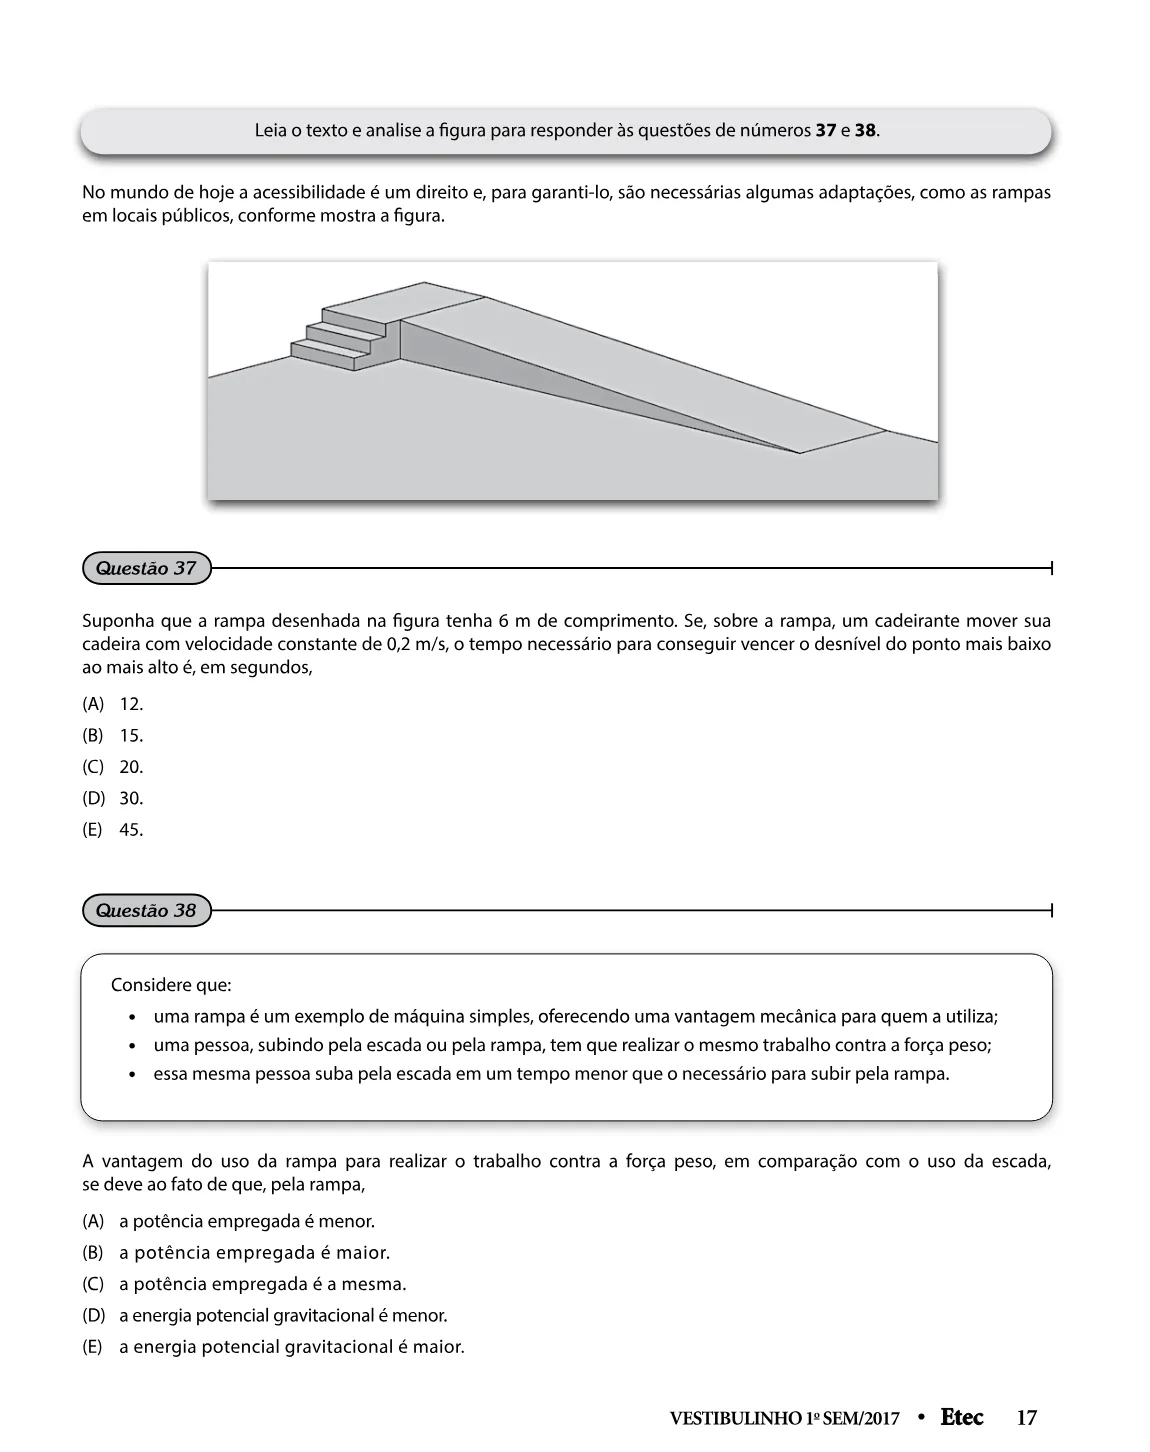 Leia o texto e analise a figura para responder às questões de números 37 e 38.
No mundo de hoje a acessibilidade é um direito e, para garanti-lo, são necessárias algumas adaptações, como as rampas
em locais públicos, conforme mostra a figura.
Questão 37
Suponha que a rampa desenhada na figura tenha 6 m de comprimento. Se, sobre a rampa, um cadeirante mover sua
cadeira com velocidade constante de 0,2 m/s, o tempo necessário para conseguir vencer o desnível do ponto mais baixo
ao mais alto é, em segundos,
(A) 12.
(B) 15.
(C) 20.
(D) 30.
(E) 45.
Questão 38
Considere que:
• uma rampa é um exemplo de máquina simples, oferecendo uma vantagem mecânica para quem a utiliza;
• uma pessoa, subindo pela escada ou pela rampa, tem que realizar o mesmo trabalho contra a força peso;
• essa mesma pessoa suba pela escada em um tempo menor que o necessário para subir pela rampa.
A vantagem do uso da rampa para realizar o trabalho contra a força peso, em comparação com o uso da escada,
se deve ao fato de que, pela rampa,
(A) a potência empregada é menor.
(B) a potência empregada é maior.
(C) a potência empregada é a mesma.
(D) a energia potencial gravitacional é menor.
(E) a energia potencial gravitacional é maior.
VESTIBULINHO 1º SEM/2017 • Etec 17